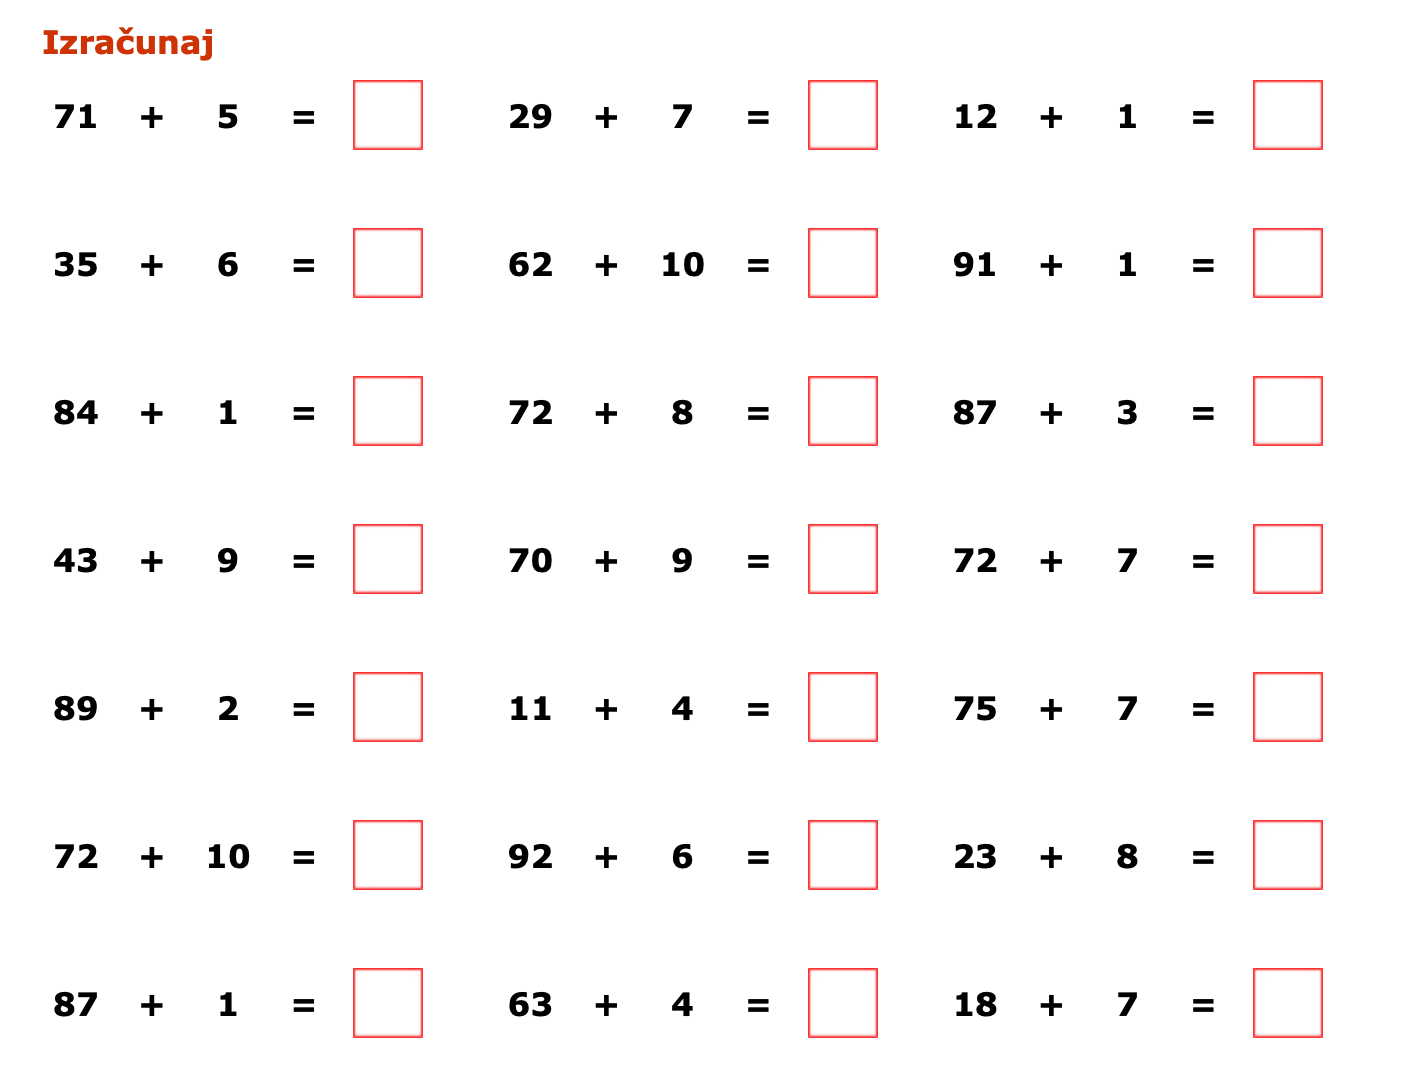 Izračunaj
71 + 5 = 29 + 7 = 12 + 1 =
35 + 6 = 62 + 10 = 91 + 1 =
84 + 1 = 72 + 8 = 87 + 3 =
43 + 9 = 70 + 9 = 72 + 7 =
89 + 2 = 11 + 4 = 75 + 7 =
72 + 10 = 92 + 6 = 23 + 8 =
87 + 1 = 63 + 4 = 18 + 7 =